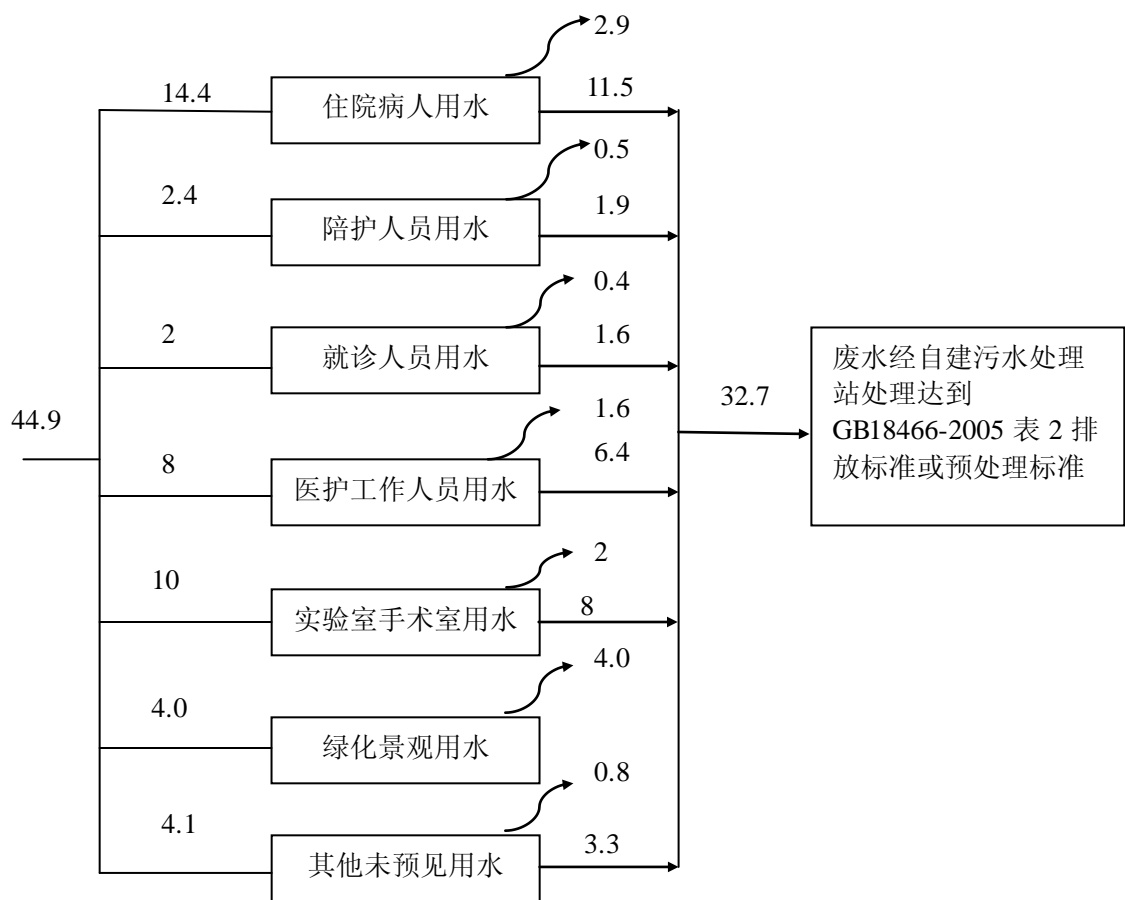 2.9
14.4
住院病人用水
11.5
0.5
2.4
陪护人员用水
1.9
0.4
2
就诊人员用水
1.6
44.9
1.6
8
医护工作人员用水
6.4
2
10
实验室手术室用水
8
4.0
4.0
绿化景观用水
0.8
4.1
其他未预见用水
3.3
32.7
废水经自建污水处理
站处理达到
GB18466-2005 表 2 排
放标准或预处理标准